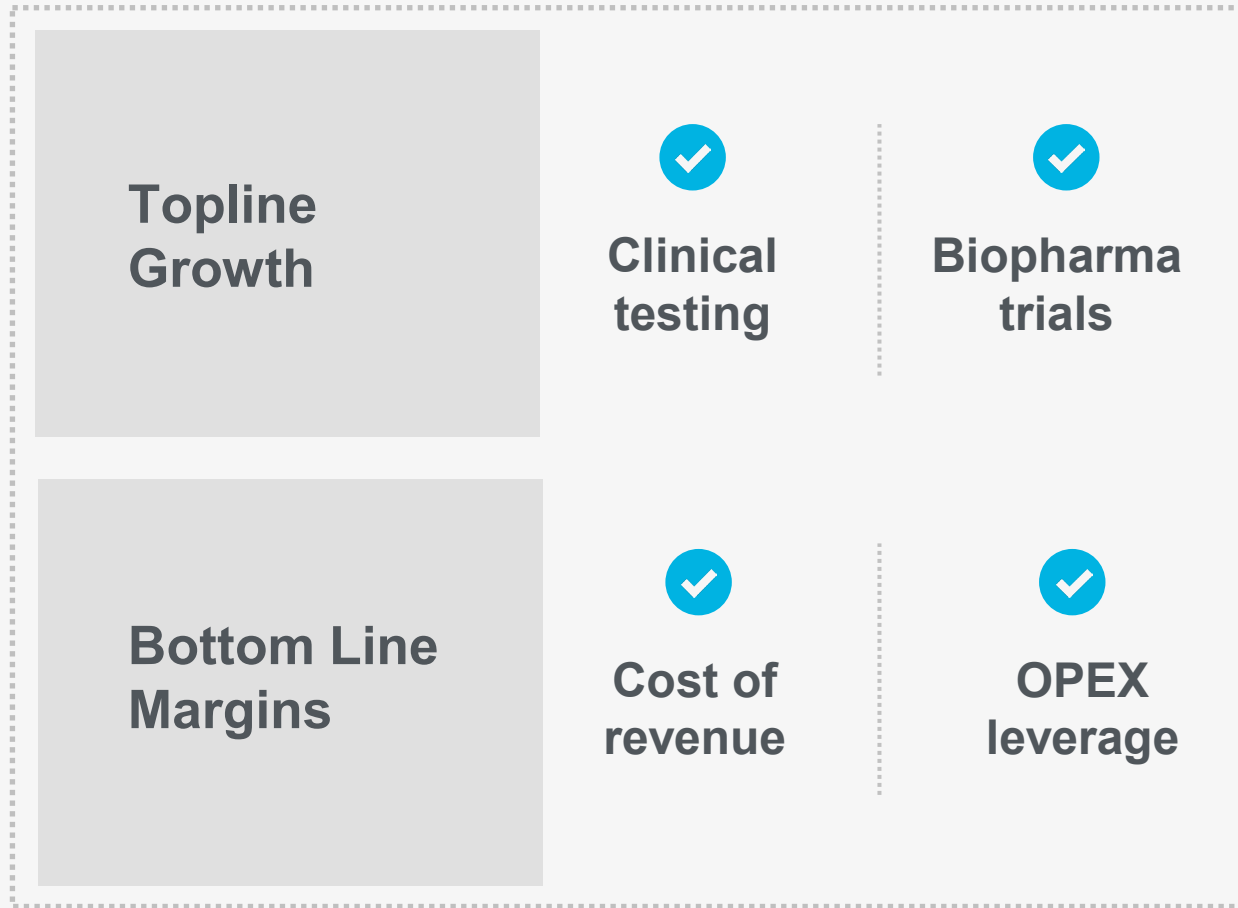 Topline
Growth
Clinical
testing
Biopharma
trials
Bottom Line
Margins
Cost of
revenue
OPEX
leverage